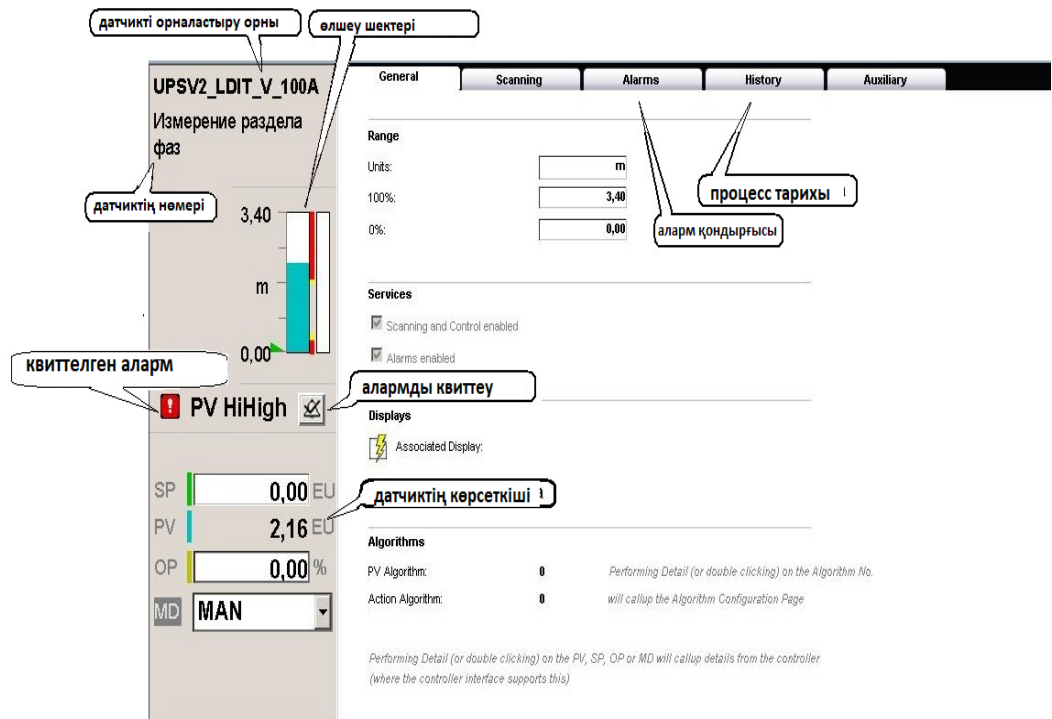 датчикті орналастыру орны
өлшеу шектері
UPSV2_LDIT_V_100A
Измерение раздела
фаз
датчиктің нөмері
3,40
m
0,00
квиттелген аларм
PV HiHigh
алармды квиттеу
SP 0,00 EU
PV 2,16 EU
датчиктің көрсеткіші
OP 0,00 %
MD MAN
General Scanning Alarms History Auxiliary
Range
Units: m
100%: 3,40
0%: 0,00
процесс тарихы
аларм қондырғысы
Services
Scanning and Control enabled
Alarms enabled
Displays
Associated Display:
Algorithms
PV Algorithm: 0 Performing Detail (or double clicking) on the Algorithm No.
Action Algorithm: 0 will callup the Algorithm Configuration Page
Performing Detail (or double clicking) on the PV, SP, OP or MD will callup details from the controller
(where the controller interface supports this)